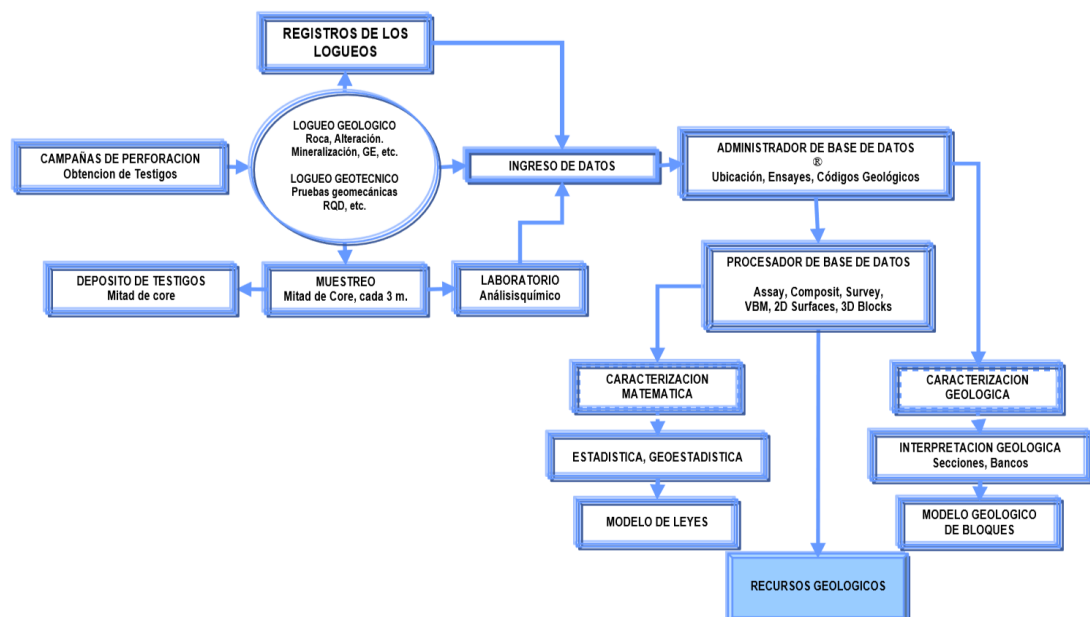 REGISTROS DE LOS
LOGUEOS
LOGUEO GEOLOGICO
Roca, Alteración.
Mineralización, GE, etc.
LOGUEO GEOTECNICO
Pruebas geomecánicas
RQD, etc.
CAMPAÑAS DE PERFORACION
Obtencion de Testigos
INGRESO DE DATOS
ADMINISTRADOR DE BASE DE DATOS
®
Ubicación, Ensayes, Códigos Geológicos
DEPOSITO DE TESTIGOS
Mitad de core
MUESTREO
Mitad de Core, cada 3 m.
LABORATORIO
Análisisquímico
PROCESADOR DE BASE DE DATOS
Assay, Composit, Survey,
VBM, 2D Surfaces, 3D Blocks
CARACTERIZACION
MATEMATICA
CARACTERIZACION
GEOLOGICA
ESTADISTICA, GEOESTADISTICA
INTERPRETACION GEOLOGICA
Secciones, Bancos
MODELO DE LEYES
MODELO GEOLOGICO
DE BLOQUES
RECURSOS GEOLOGICOS